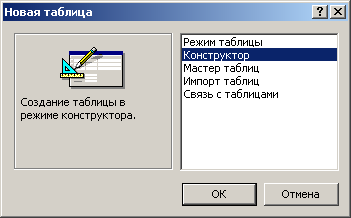 Новая таблица
Создание таблицы в
режиме конструктора.
Режим таблицы
Конструктор
Мастер таблиц
Импорт таблиц
Связь с таблицами
OK
Отмена